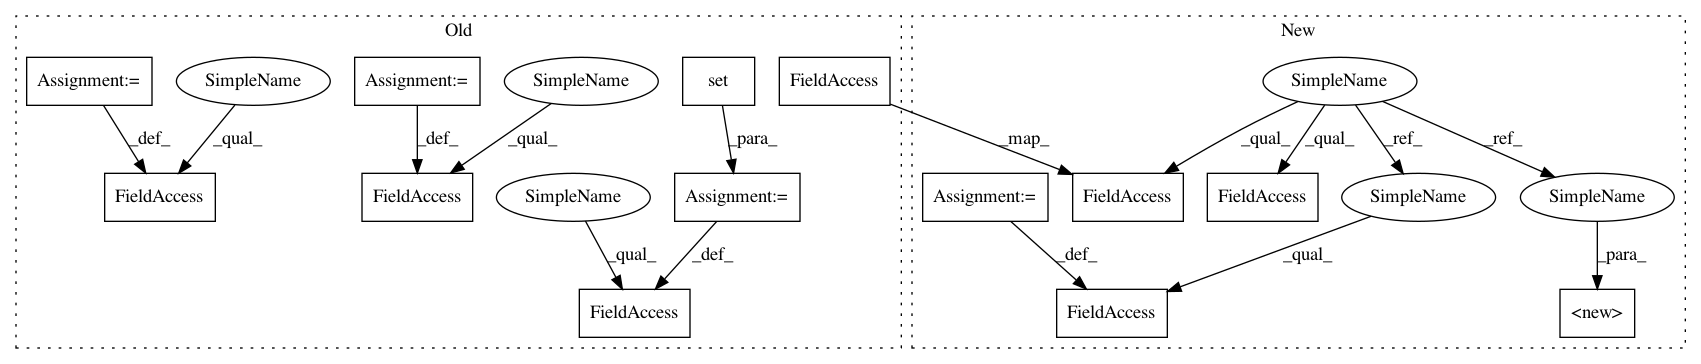 Old
New
Assignment:=
SimpleName
Assignment:=
SimpleName
set
FieldAccess
SimpleName
_def_
_qual_
_def_
_qual_
_para_
_map_
_qual_
_qual_
_ref_
_ref_
FieldAccess
FieldAccess
SimpleName
Assignment:=
Assignment:=
FieldAccess
FieldAccess
SimpleName
SimpleName
_qual_
_def_
_def_
_qual_
_para_
FieldAccess
FieldAccess
<new>